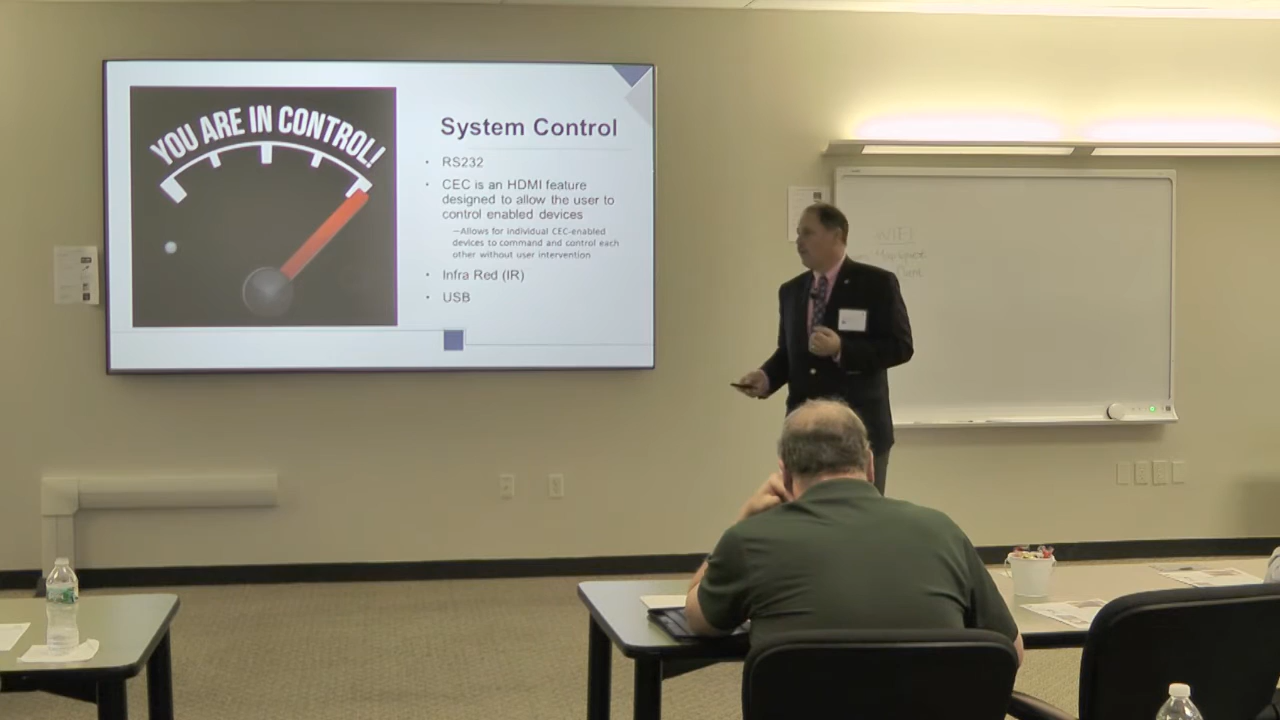 YOU ARE IN CONTROL!
System Control
• RS232
• CEC is an HDMI feature
designed to allow the user to
control enabled devices
–Allows for individual CEC-enabled
devices to command and control each
other without user intervention
• Infra Red (IR)
• USB
WIFI